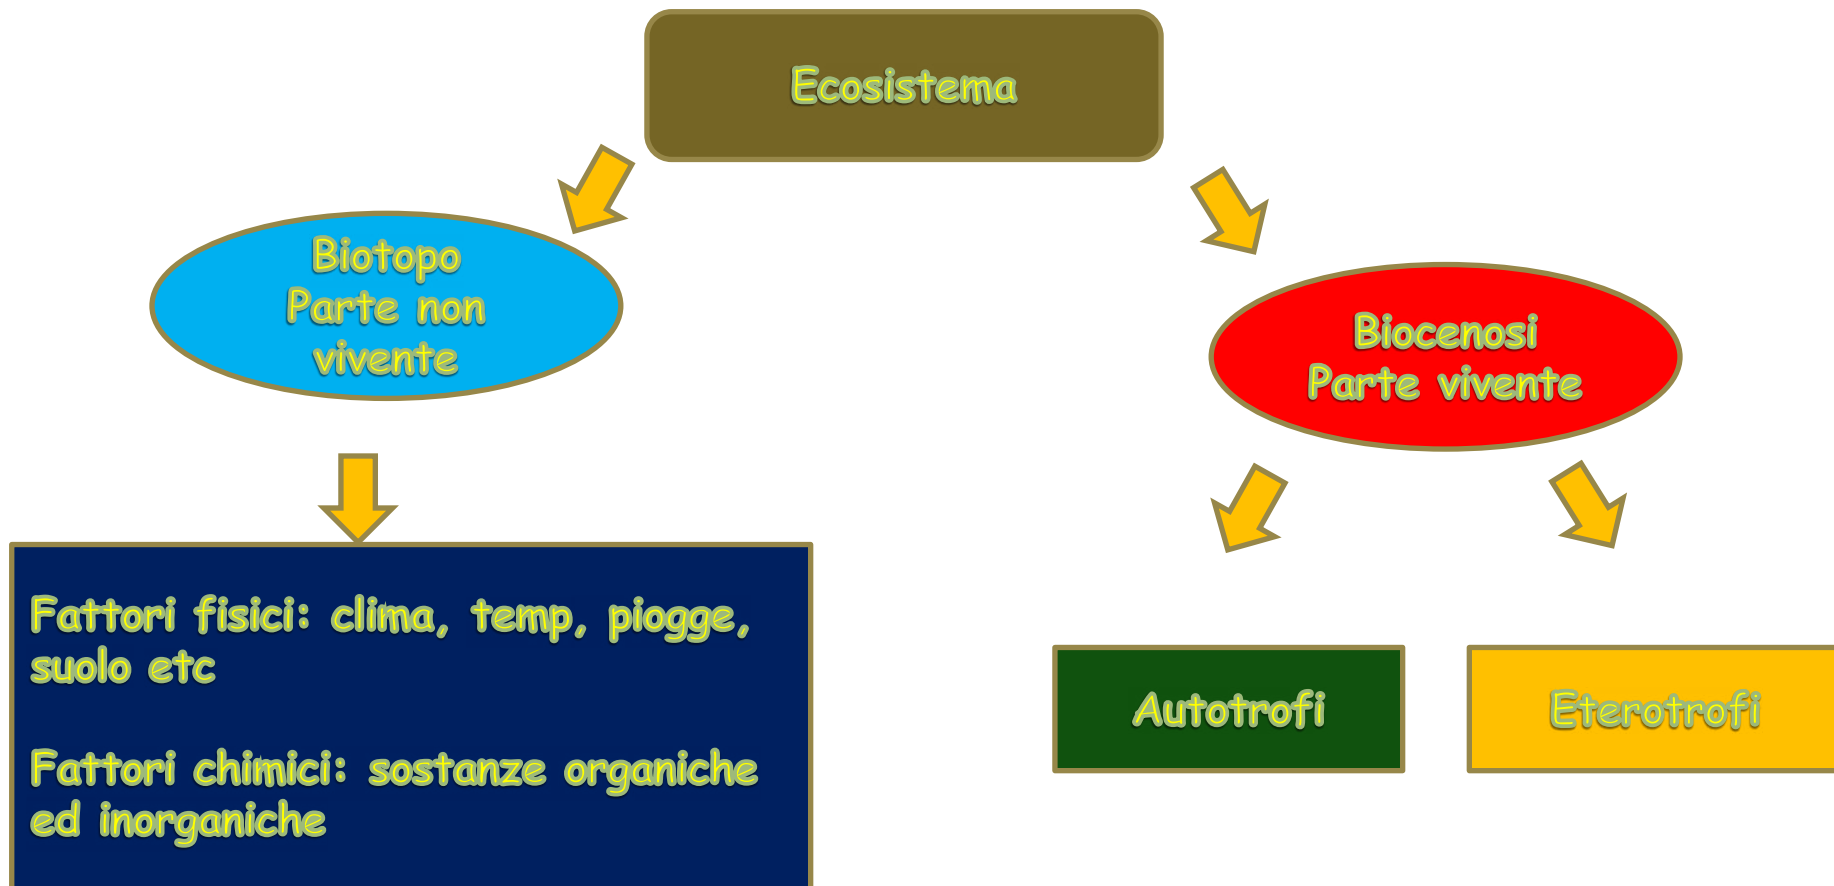 Ecosistema
Biotopo
Parte non
vivente
Biocenosi
Parte vivente
Fattori fisici: clima, temp, piogge,
suolo etc
Fattori chimici: sostanze organiche
ed inorganiche
Autotrofi
Eterotrofi